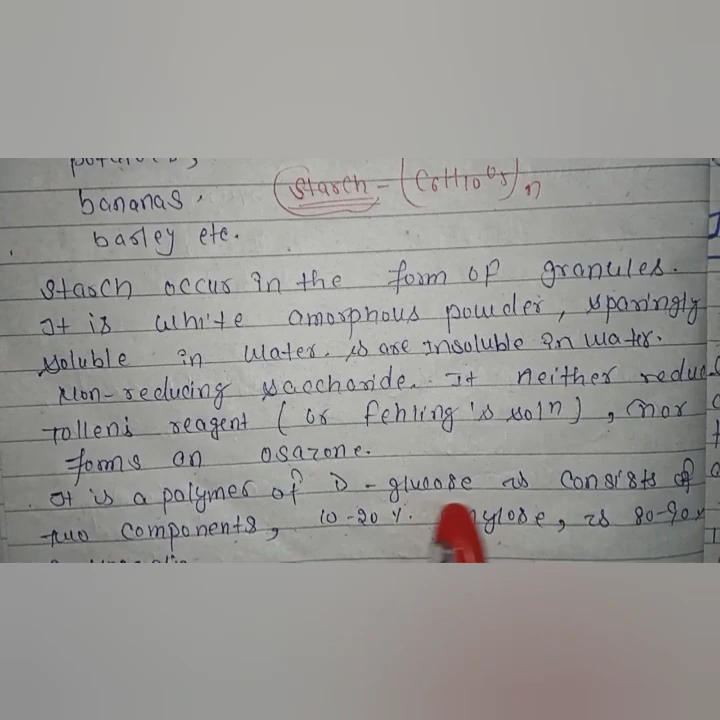 bananas,
Starch - (C6H10O5)n
barley etc.
Starch occur in the form of granules.
It is white amorphous powder, sparingly
soluble in water. is are insoluble in water.
Non-reducing saccharide. It neither reduc
Tollens reagent (or Fehling's soln), nor
forms an osazone.
It is a polymer of D-glucose is consists of
two components, 10-20 %. ylose, is 80-90%